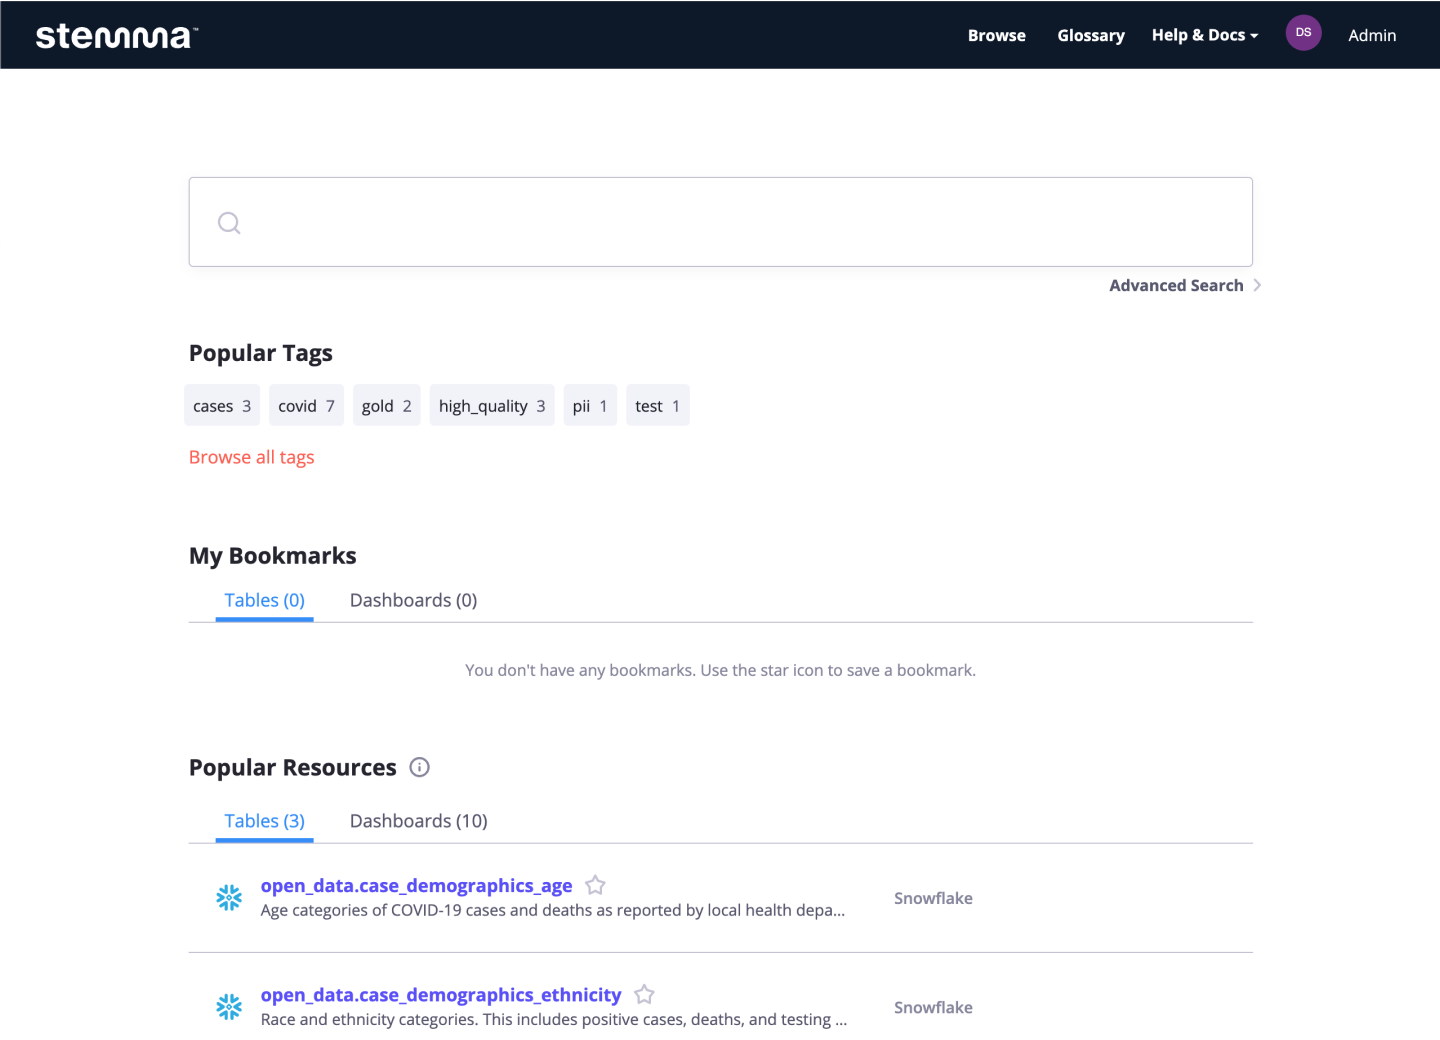 stemma™
Browse Glossary Help & Docs DS Admin
Advanced Search
Popular Tags
cases 3 covid 7 gold 2 high_quality 3 pii 1 test 1
Browse all tags
My Bookmarks
Tables (0) Dashboards (0)
You don't have any bookmarks. Use the star icon to save a bookmark.
Popular Resources
Tables (3) Dashboards (10)
open_data.case_demographics_age
Age categories of COVID-19 cases and deaths as reported by local health depa...
Snowflake
open_data.case_demographics_ethnicity
Race and ethnicity categories. This includes positive cases, deaths, and testing ...
Snowflake